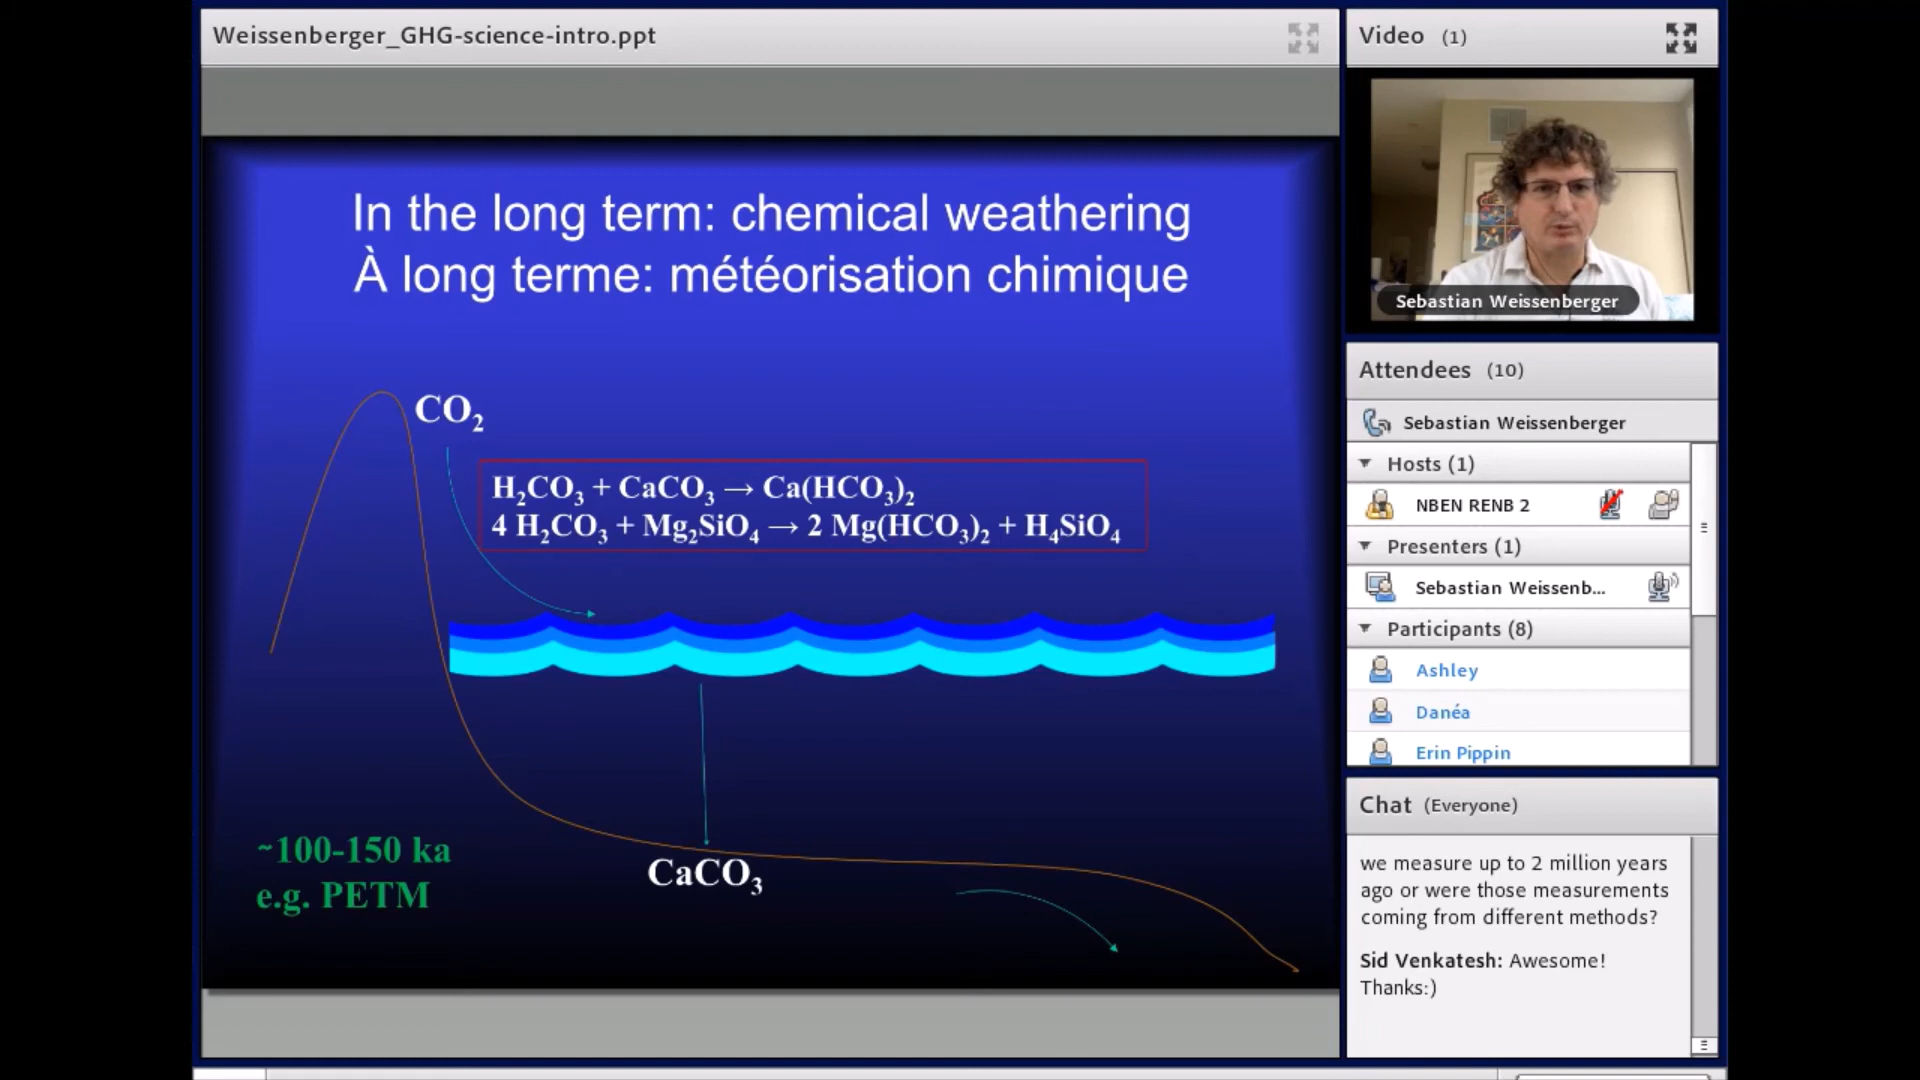 Weissenberger_GHG-science-intro.ppt
In the long term: chemical weathering
À long terme: météorisation chimique
CO₂
H₂CO₃ + CaCO₃ → Ca(HCO₃)₂
4 H₂CO₃ + Mg₂SiO₄ → 2 Mg(HCO₃)₂ + H₄SiO₄
~100-150 ka
e.g. PETM
CaCO₃
Video (1)
Sebastian Weissenberger
Attendees (10)
Sebastian Weissenberger
Hosts (1)
NBEN RENB 2
Presenters (1)
Sebastian Weissenb...
Participants (8)
Ashley
Danéa
Erin Pippin
Chat (Everyone)
we measure up to 2 million years
ago or were those measurements
coming from different methods?
Sid Venkatesh: Awesome!
Thanks:)